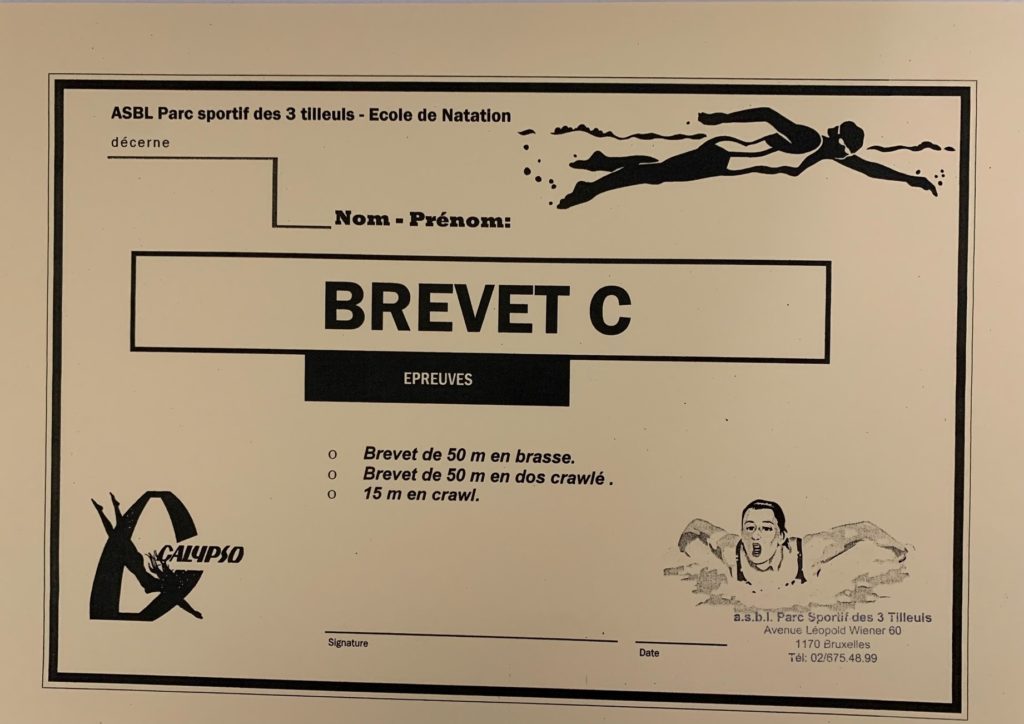 ASBL Parc sportif des 3 tilleuls - Ecole de Natation
décerne
Nom - Prénom:
BREVET C
EPREUVES
o Brevet de 50 m en brasse.
o Brevet de 50 m en dos crawlé .
o 15 m en crawl.
CALYPSO
a.s.b.l. Parc Sportif des 3 Tilleuls
Avenue Léopold Wiener 60
1170 Bruxelles
Tél: 02/675.48.99
Signature
Date